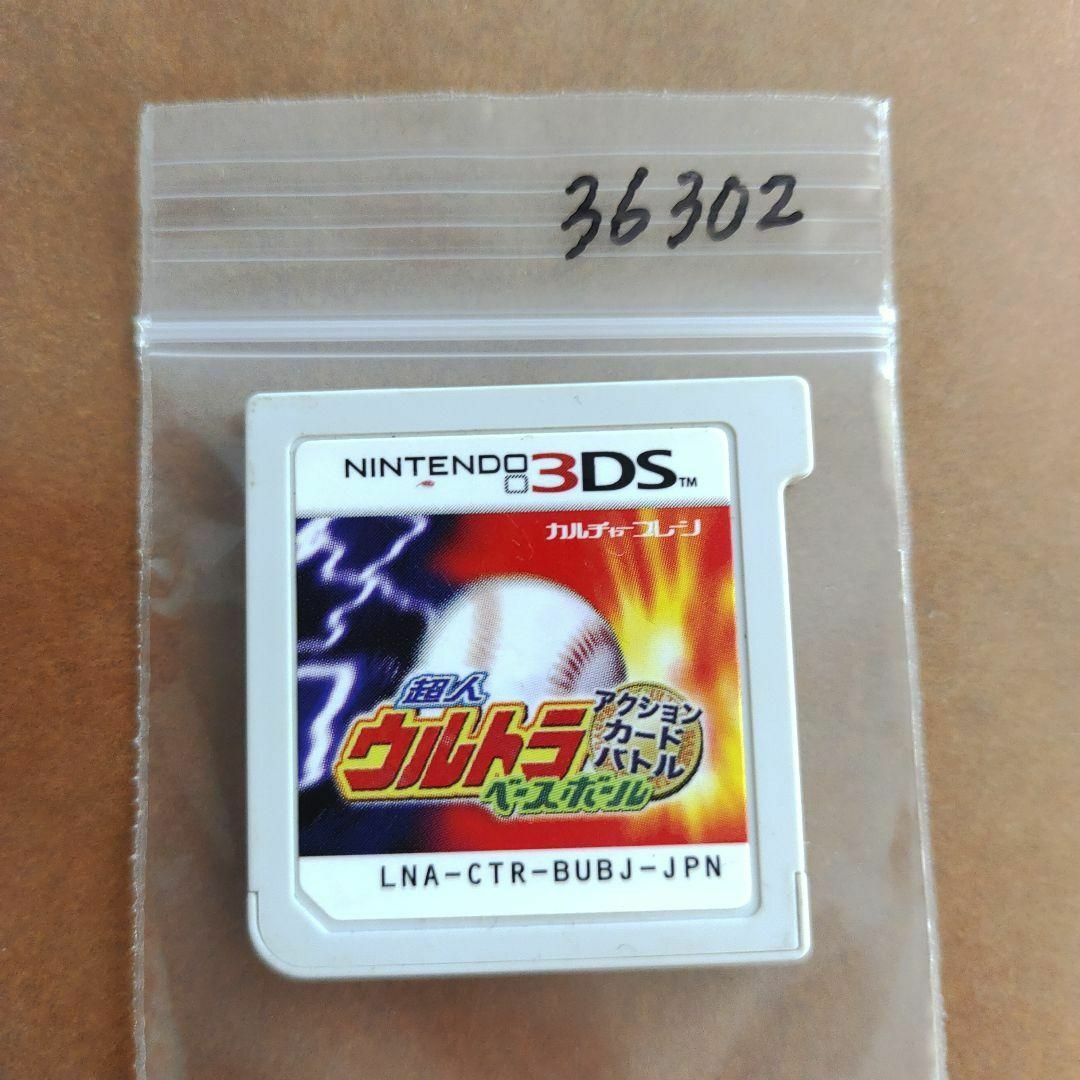 36302
NINTENDO 3DS™
カルチャーブレーン
超人
ウルトラ
ベースボール
アクション
カード
バトル
LNA-CTR-BUBJ-JPN